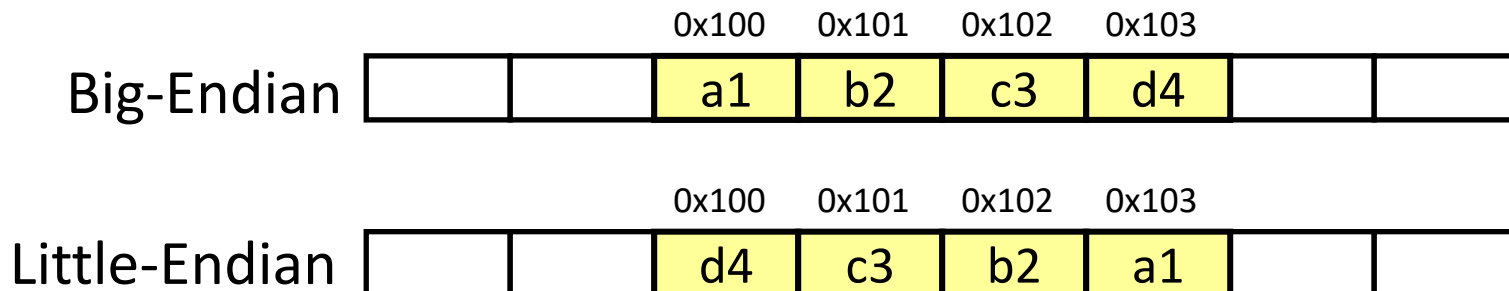 0x100 0x101 0x102 0x103
Big-Endian a1 b2 c3 d4
0x100 0x101 0x102 0x103
Little-Endian d4 c3 b2 a1